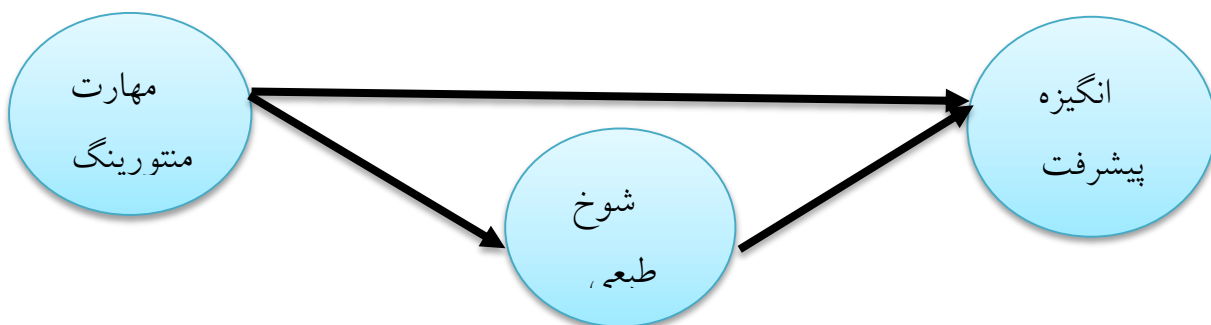 مهارت
منتورینگ
شوخ
طبعی
انگیزه
پیشرفت